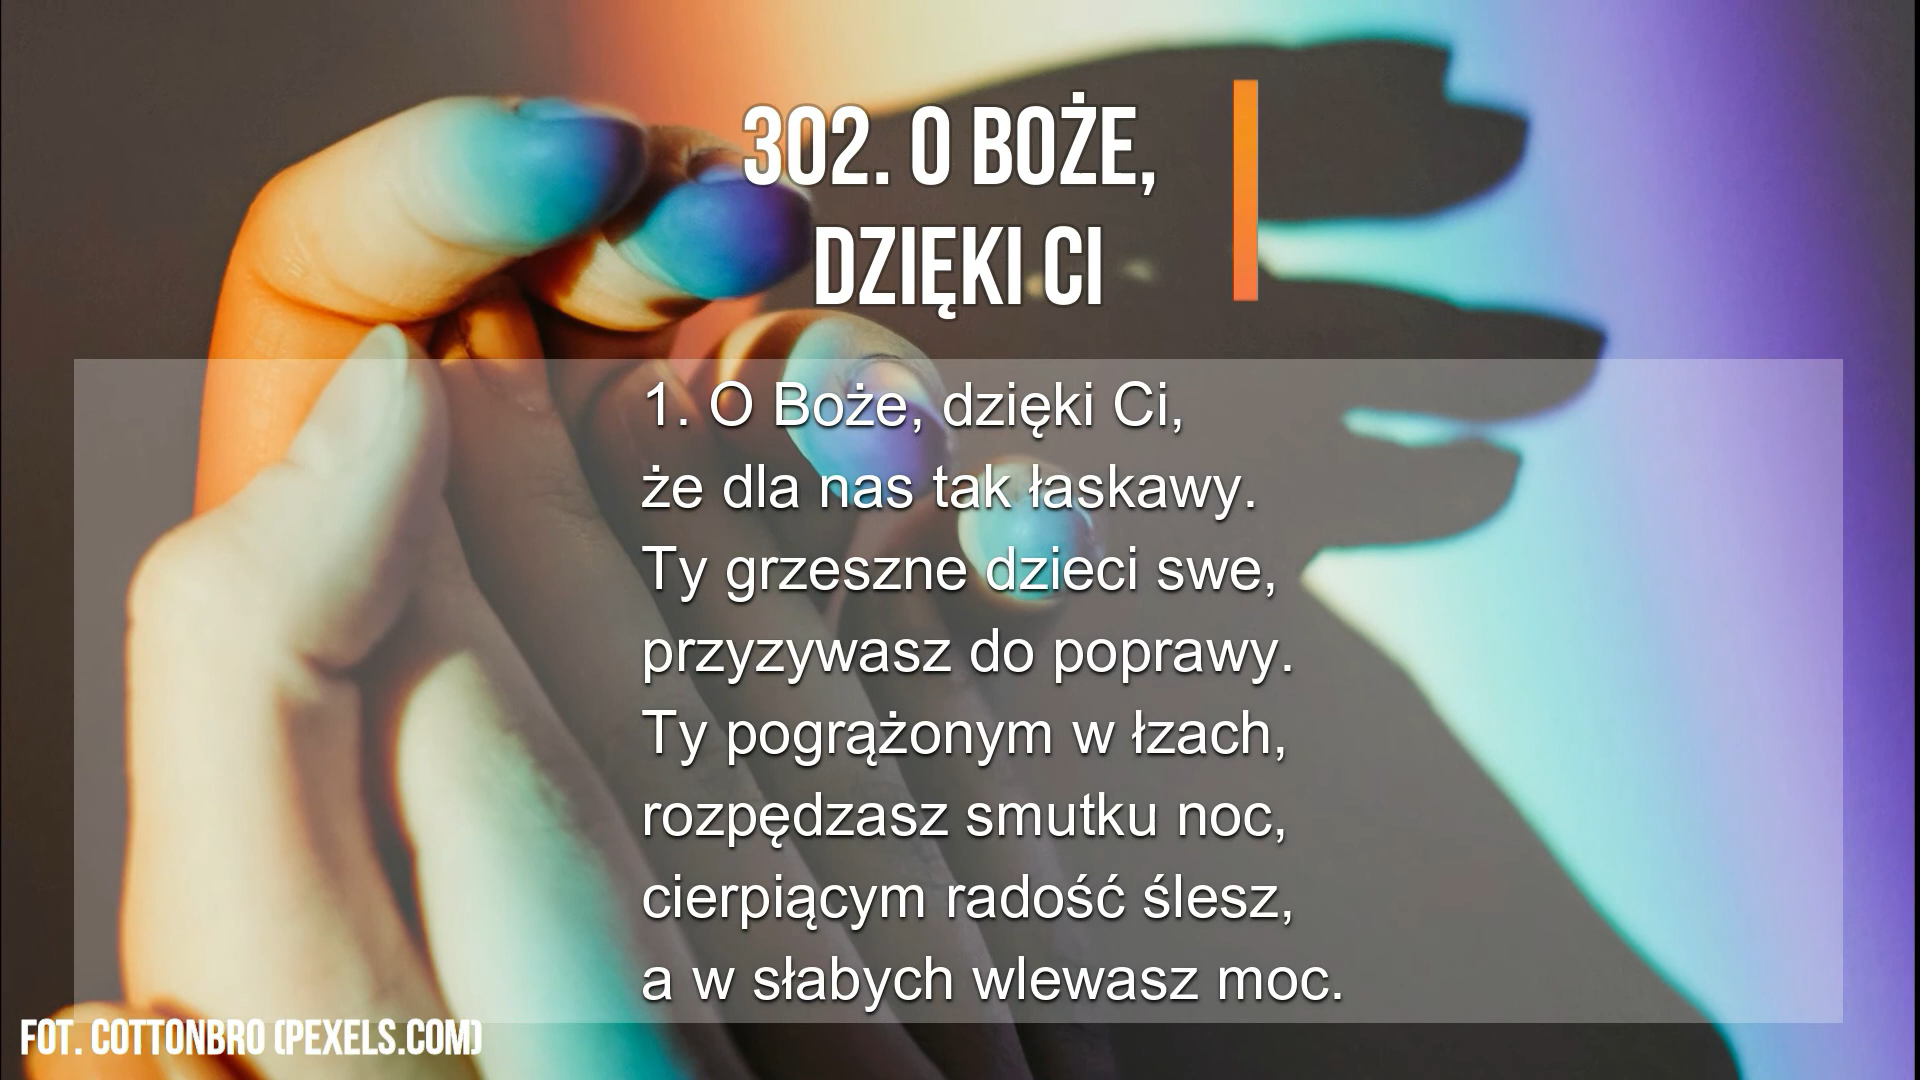 302. O BOŻE,
DZIĘKI CI
1. O Boże, dzięki Ci,
że dla nas tak łaskawy.
Ty grzeszne dzieci swe,
przyzywasz do poprawy.
Ty pogrążonym w łzach,
rozpędzasz smutku noc,
cierpiącym radość ślesz,
a w słabych wlewasz moc.
FOT. COTTONBRO (PEXELS.COM)